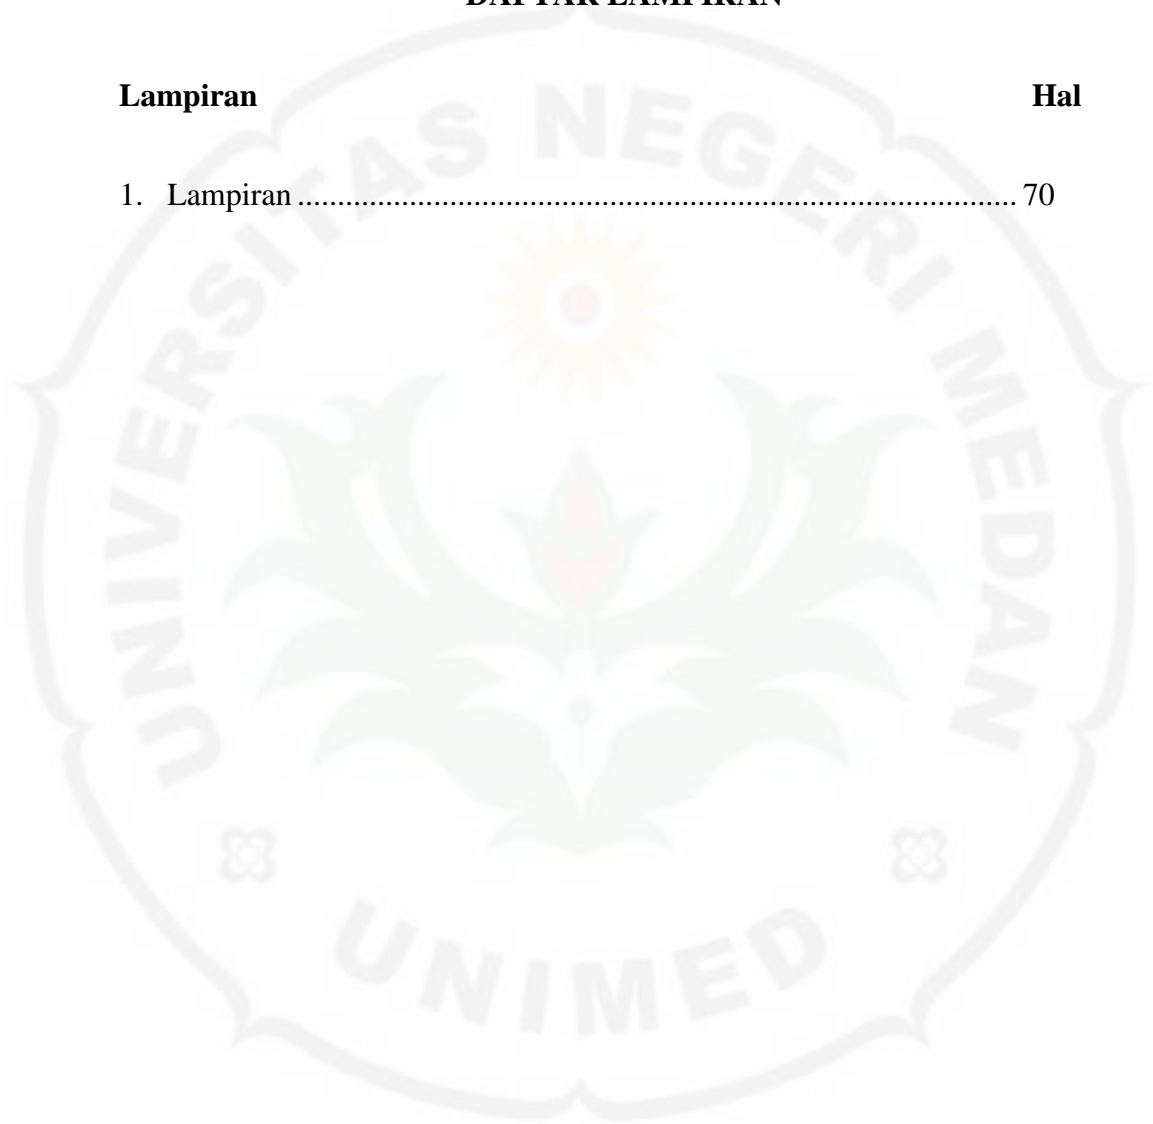 DAFTAR LAMPIRAN
Lampiran Hal
1. Lampiran .......................................................................................... 70
UNIVERSITAS NEGERI MEDAN
UNIMED